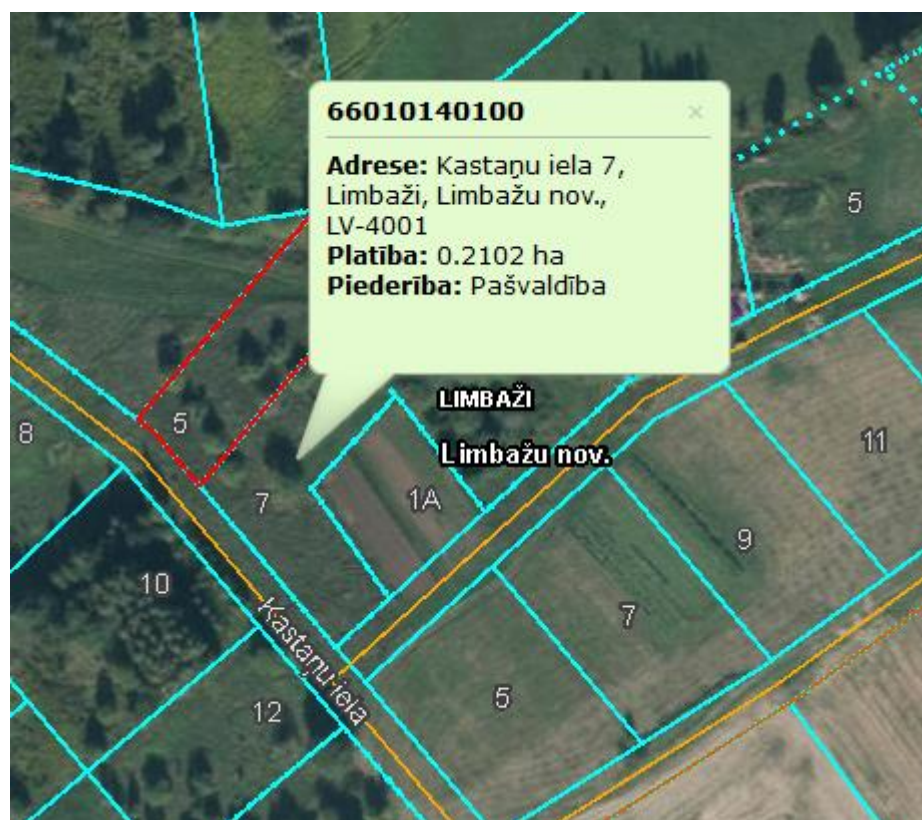 66010140100
×
Adrese: Kastaņu iela 7,
Limbaži, Limbažu nov.,
LV-4001
Platība: 0.2102 ha
Piederība: Pašvaldība
5
LIMBAŽI
5
8
Limbažu nov.
11
7
1A
9
10
7
Kastaņu iela
5
12